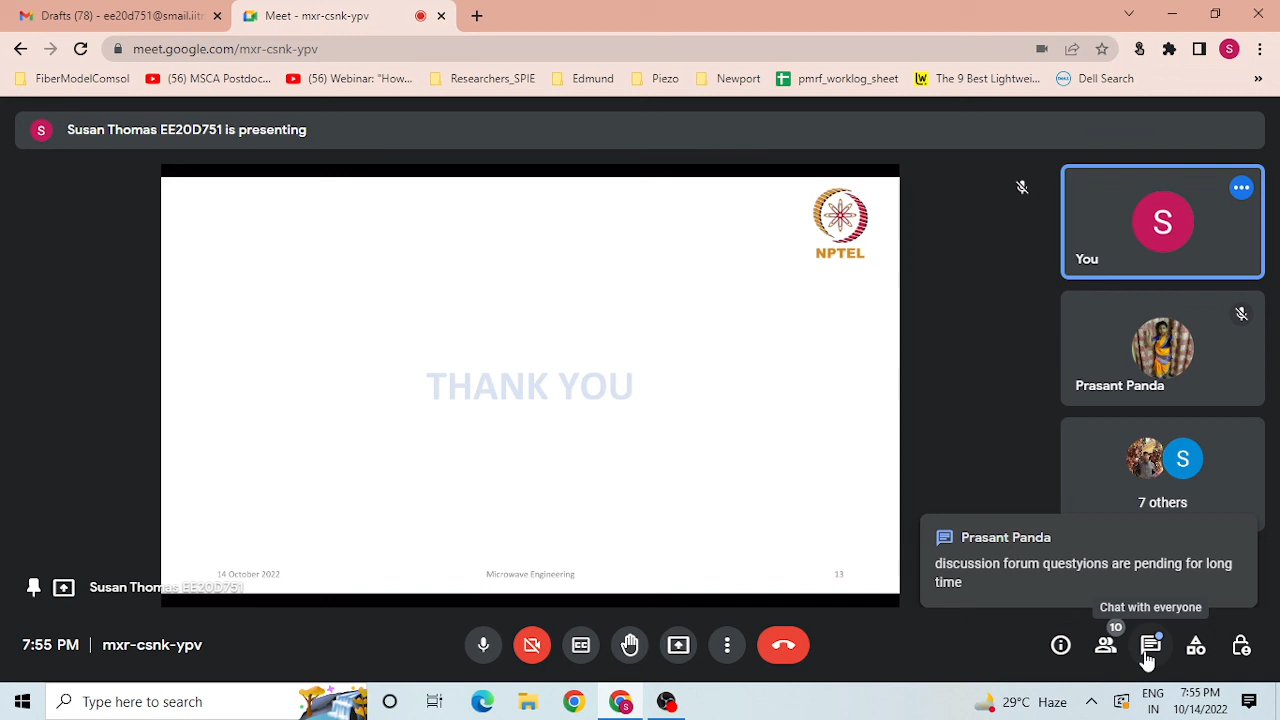 Drafts (78) - ee20d751@smail.iitr
Meet - mxr-csnk-ypv
meet.google.com/mxr-csnk-ypv
S
FiberModelComsol
(56) MSCA Postdoc...
(56) Webinar: "How...
Researchers_SPIE
Edmund
Piezo
Newport
pmrf_worklog_sheet
The 9 Best Lightwei...
Dell Search
S
Susan Thomas EE20D751 is presenting
NPTEL
THANK YOU
14 October 2022
Microwave Engineering
13
Susan Thomas EE20D751
S
You
Prasant Panda
S
7 others
Prasant Panda
discussion forum questyions are pending for long
time
Chat with everyone
10
7:55 PM | mxr-csnk-ypv
Type here to search
29°C Haze
ENG
IN
7:55 PM
10/14/2022